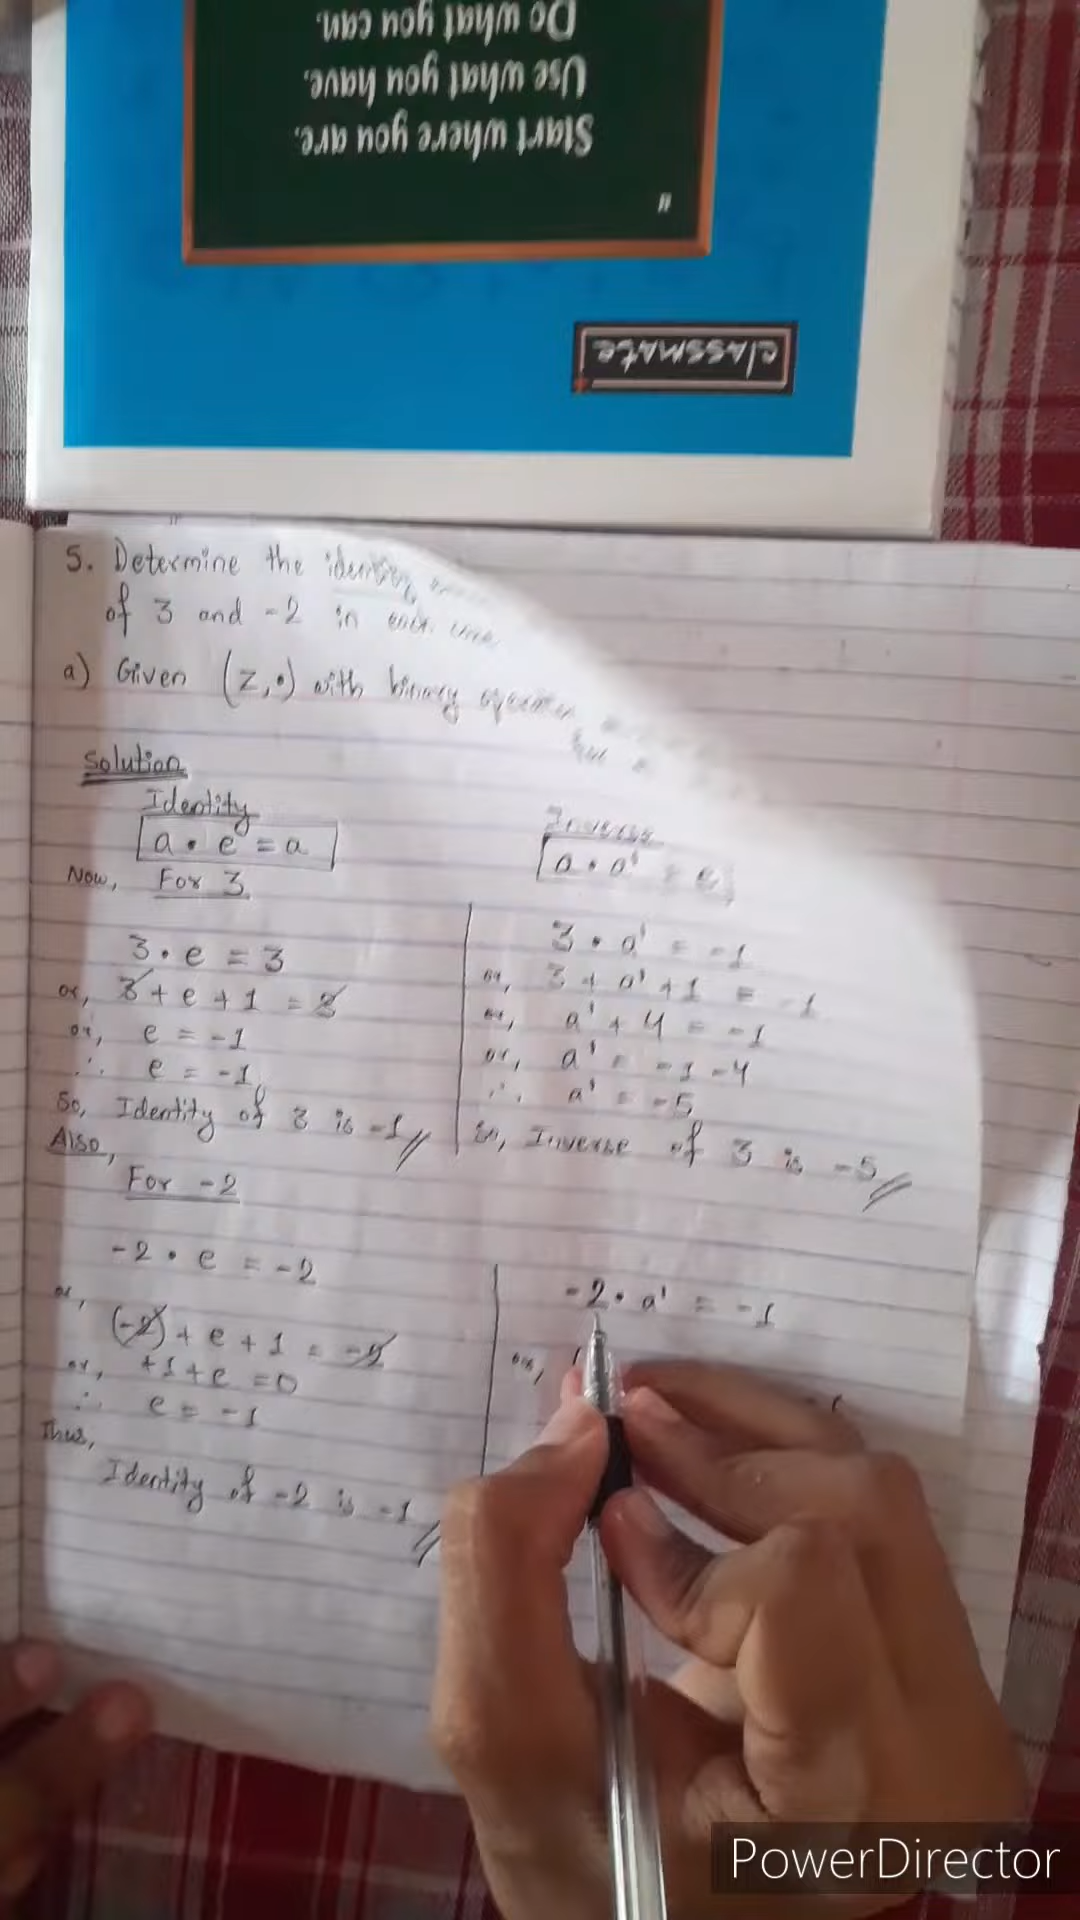 Start where you are.
Use what you have.
Do what you can.
classmate
5. Determine the identity
of 3 and -2 in each
a) Given (Z,•) with binary
Solution
Identity
a • e = a
Now, For 3
3 • e = 3
or, 3 + e + 1 = 3
or, e = -1
∴ e = -1
So, Identity of 3 is -1
Inverse
a • a' = e
3 • a' = -1
or, 3 + a' + 1 = -1
or, a' + 4 = -1
or, a' = -1 -4
∴ a' = -5
So, Inverse of 3 is -5
Also,
For -2
-2 • e = -2
or, (-2) + e + 1 = -2
or, +1 + e = 0
∴ e = -1
Thus,
Identity of -2 is -1
-2 • a' = -1
or, (
PowerDirector